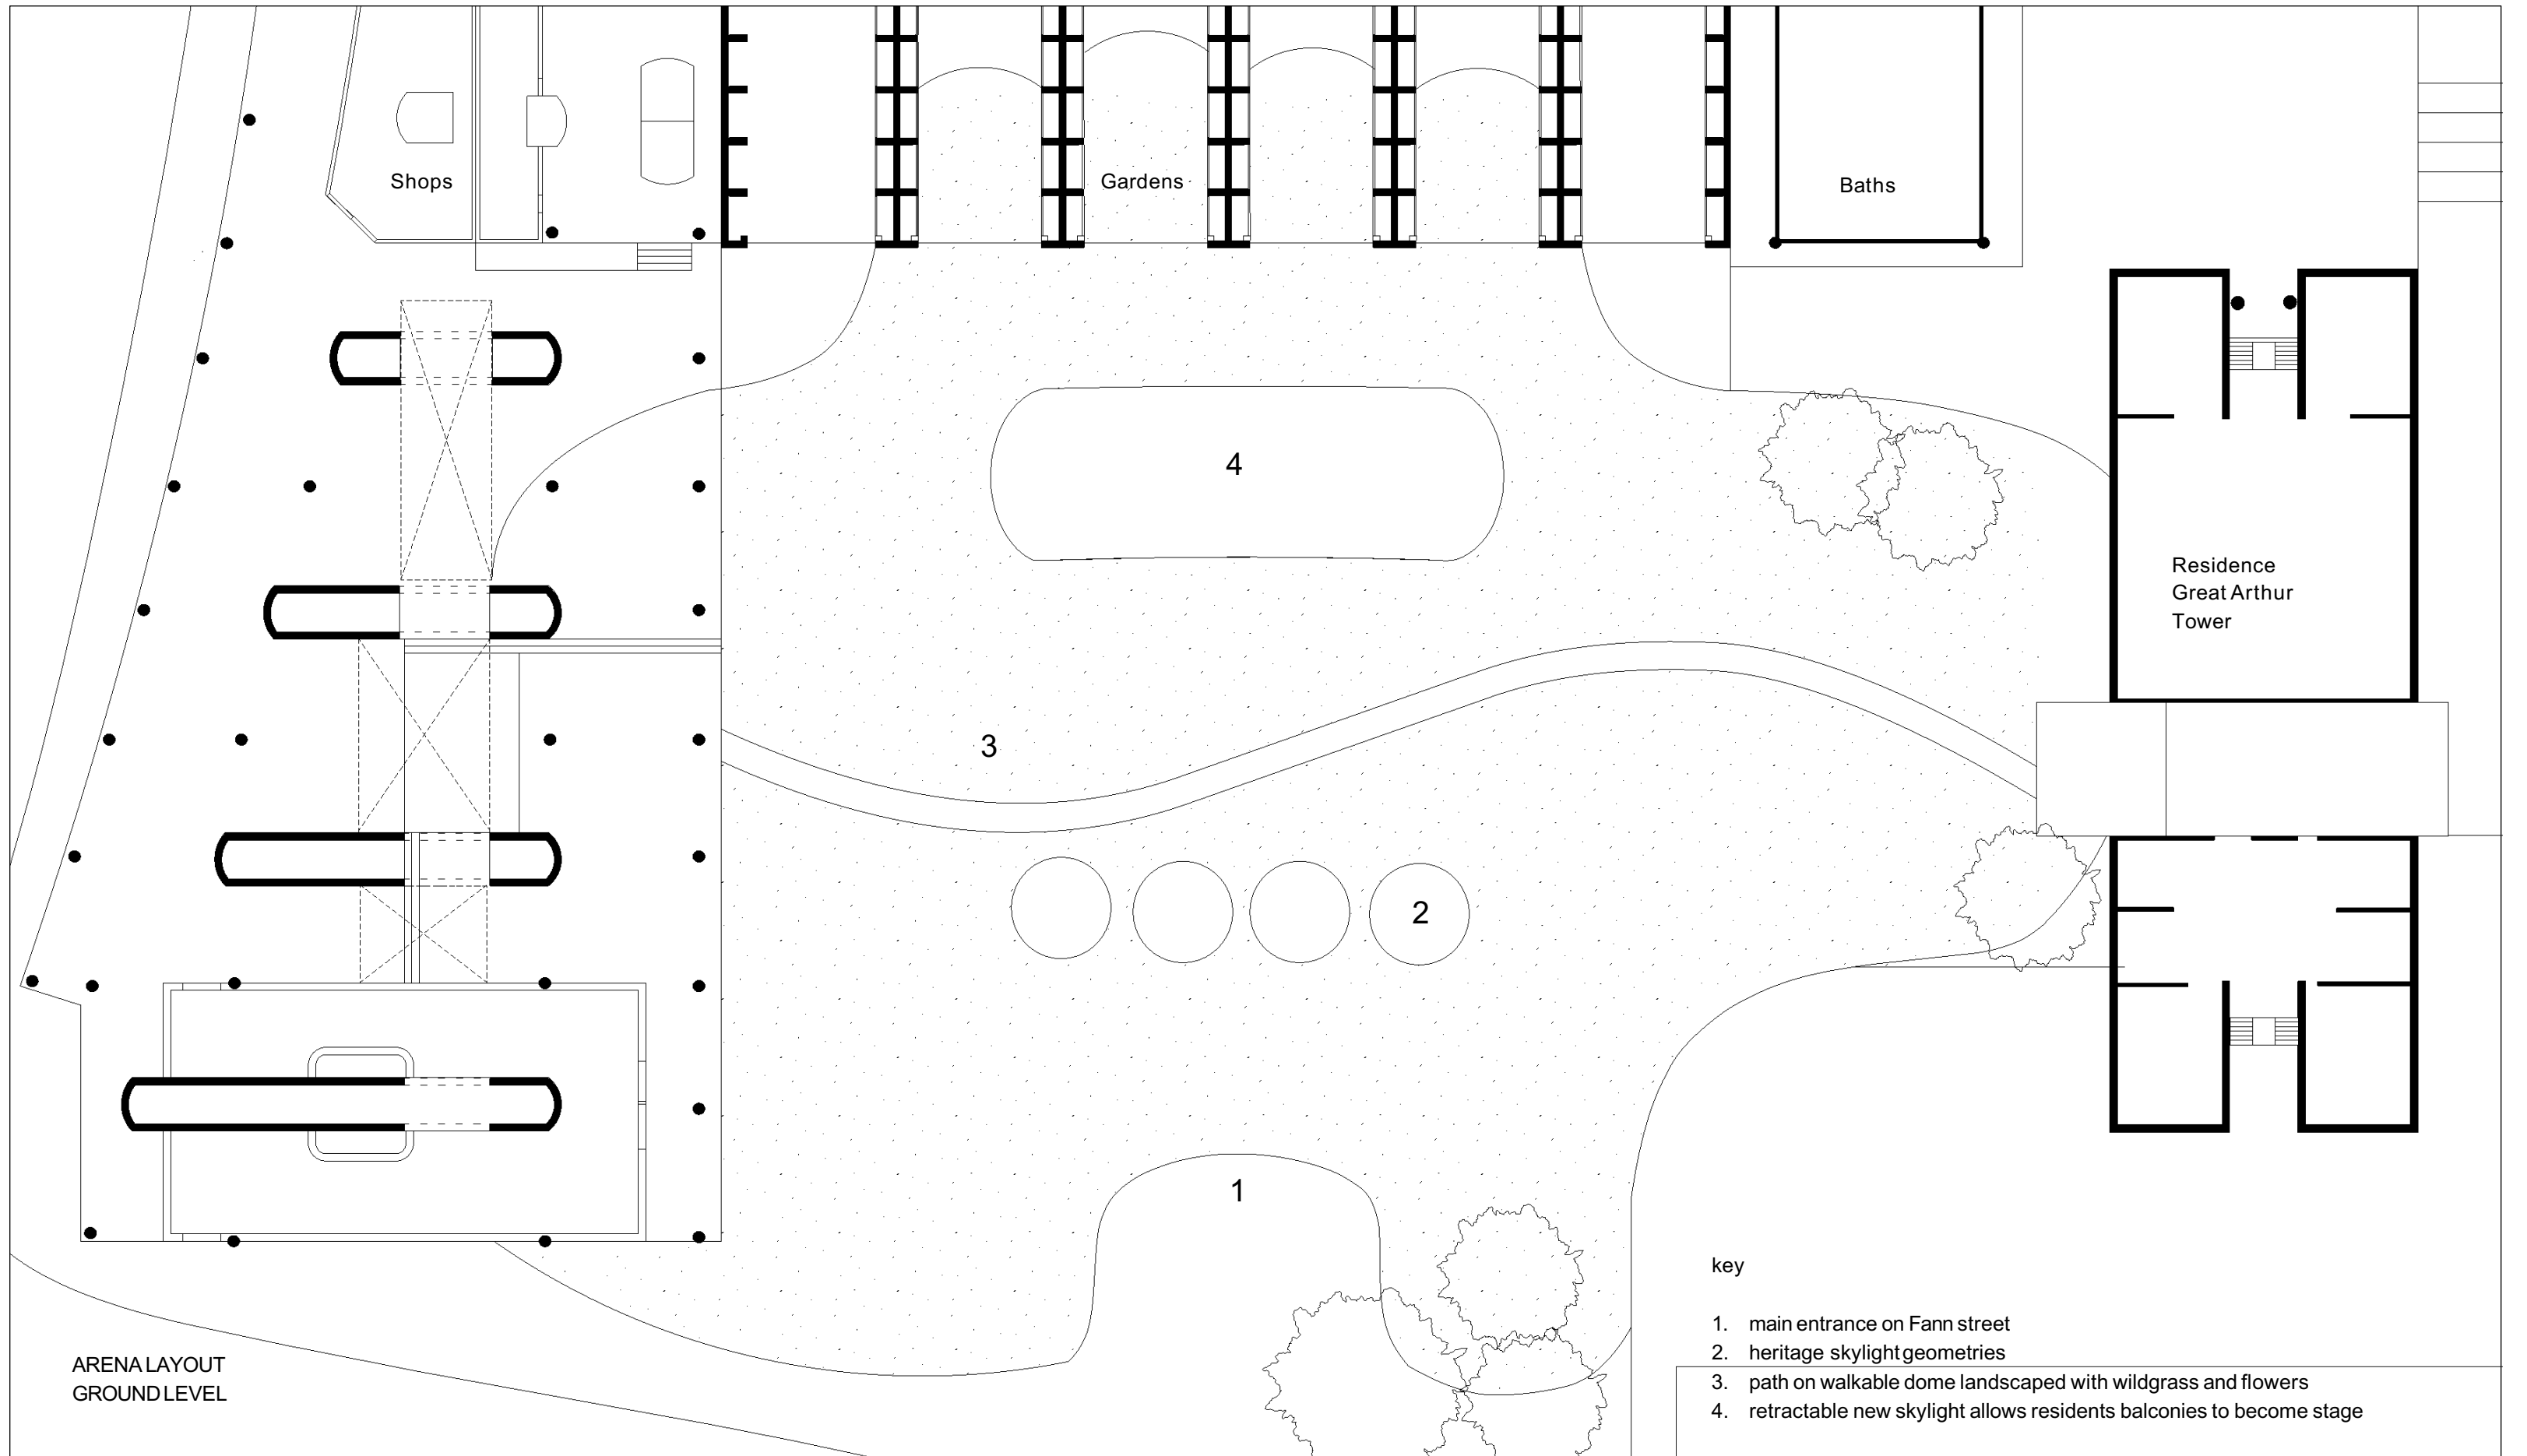 Shops
Gardens
Baths
4
Residence
Great Arthur
Tower
3
2
1
key
1. main entrance on Fann street
2. heritage skylight geometries
3. path on walkable dome landscaped with wildgrass and flowers
4. retractable new skylight allows residents balconies to become stage
ARENA LAYOUT
GROUND LEVEL